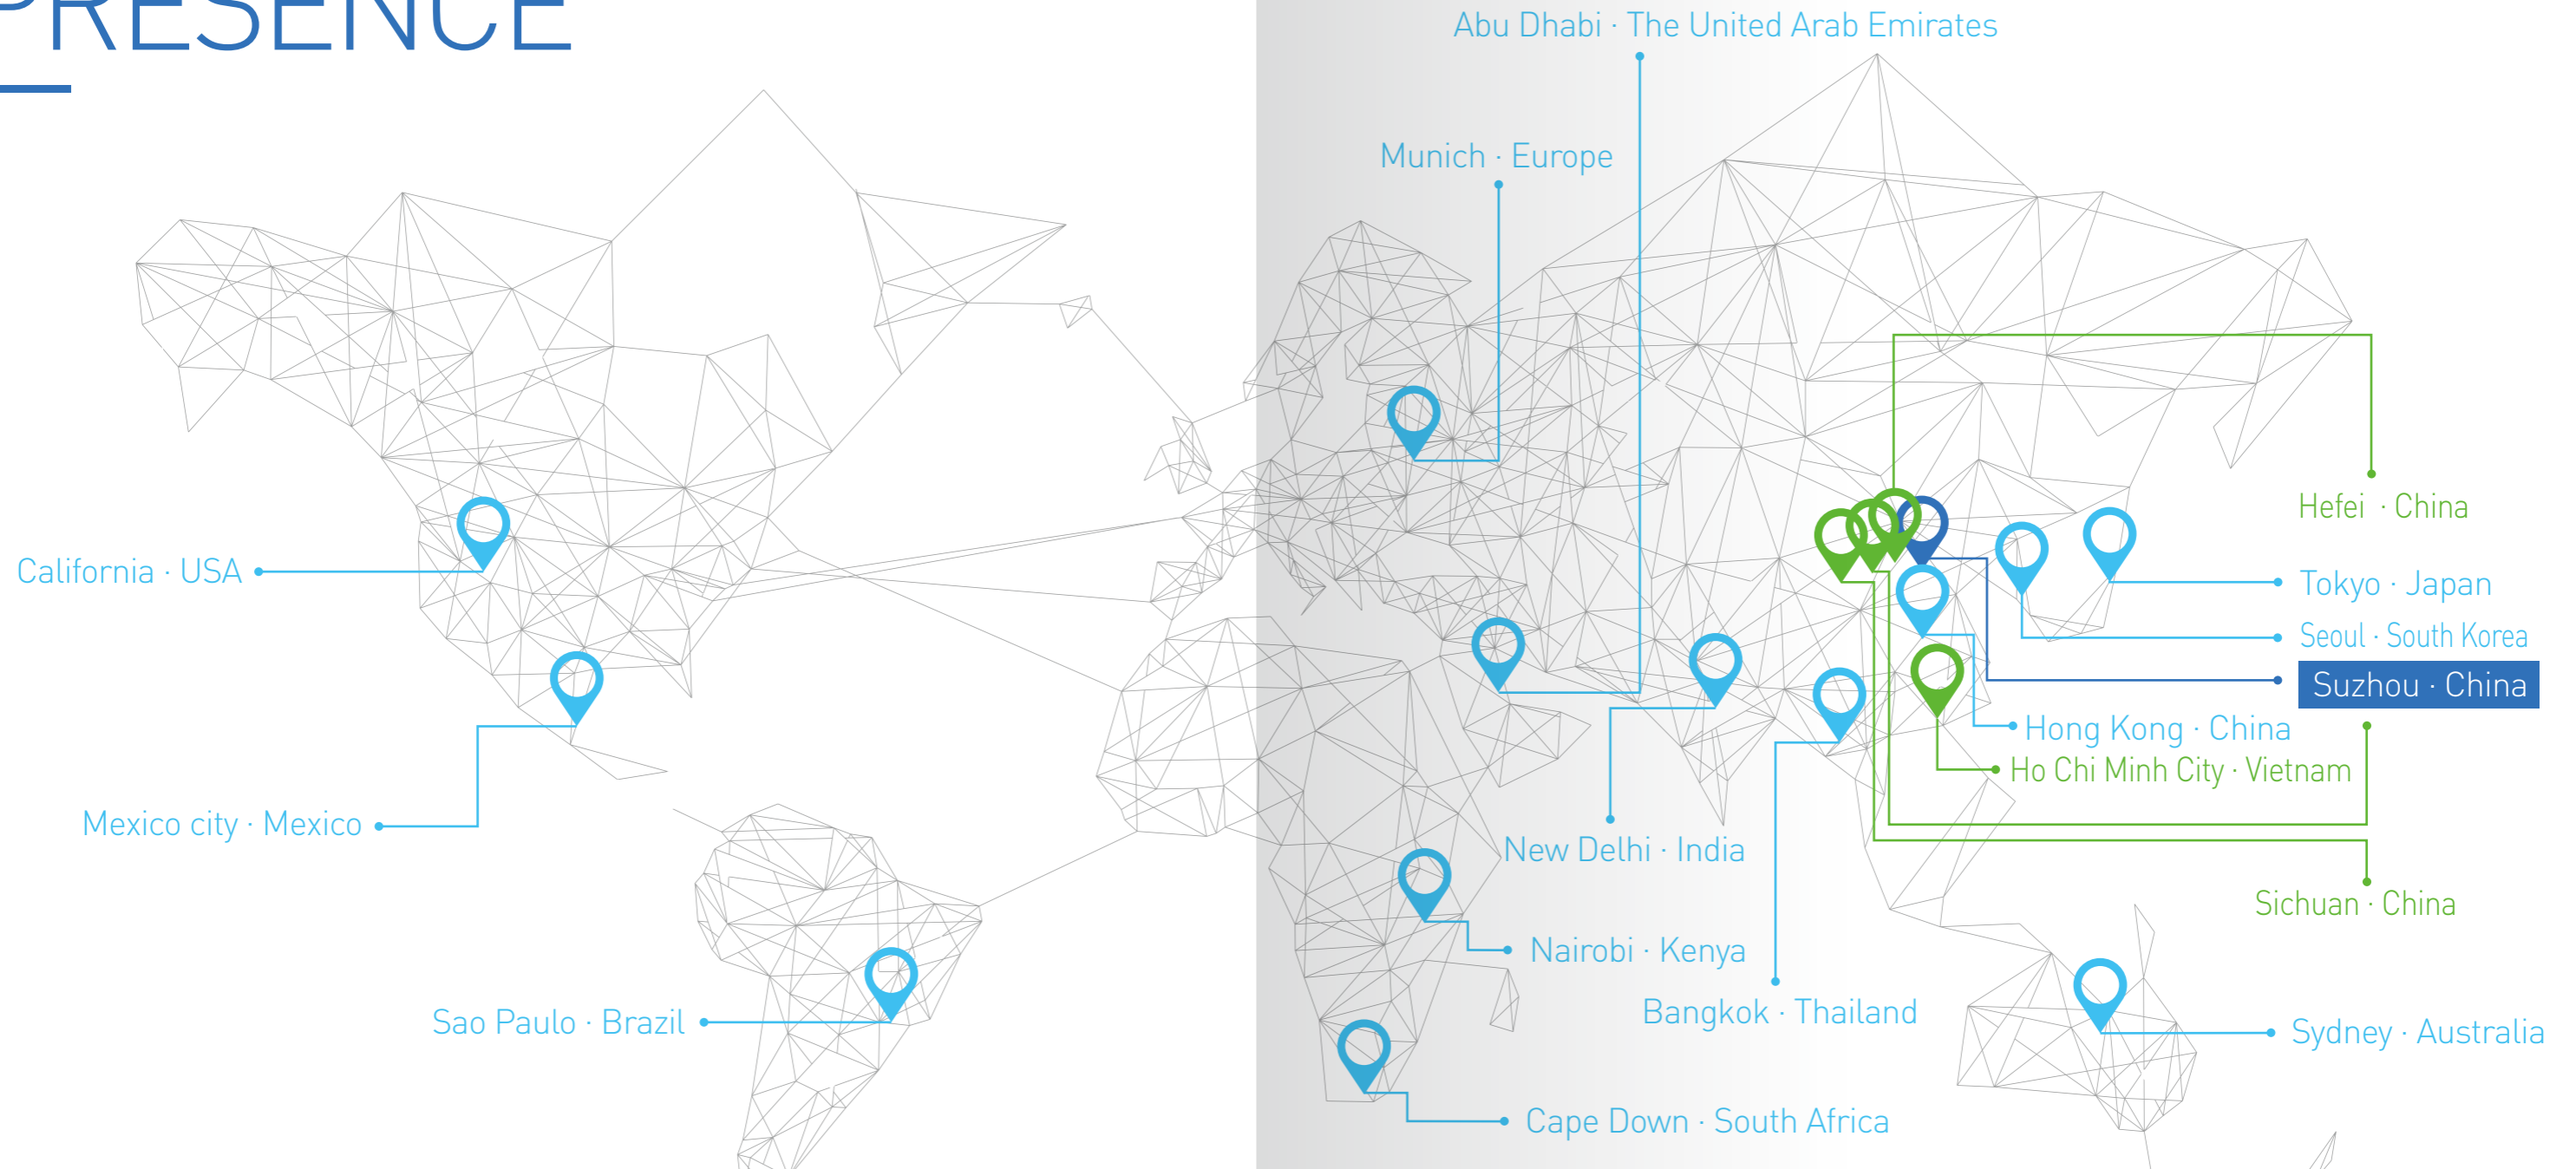 PRESENCE
Abu Dhabi · The United Arab Emirates
Munich · Europe
Hefei · China
California · USA
Tokyo · Japan
Seoul · South Korea
Suzhou · China
Hong Kong · China
Ho Chi Minh City · Vietnam
Mexico city · Mexico
New Delhi · India
Sichuan · China
Nairobi · Kenya
Bangkok · Thailand
Sao Paulo · Brazil
Sydney · Australia
Cape Down · South Africa